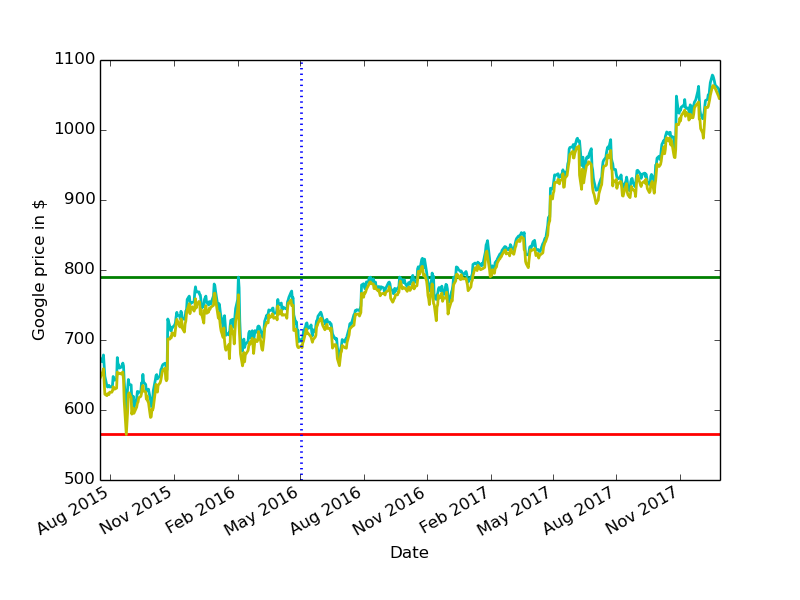 Google price in $
1100
1000
900
800
700
600
500
Aug 2015
Nov 2015
Feb 2016
May 2016
Aug 2016
Nov 2016
Feb 2017
May 2017
Aug 2017
Nov 2017
Date